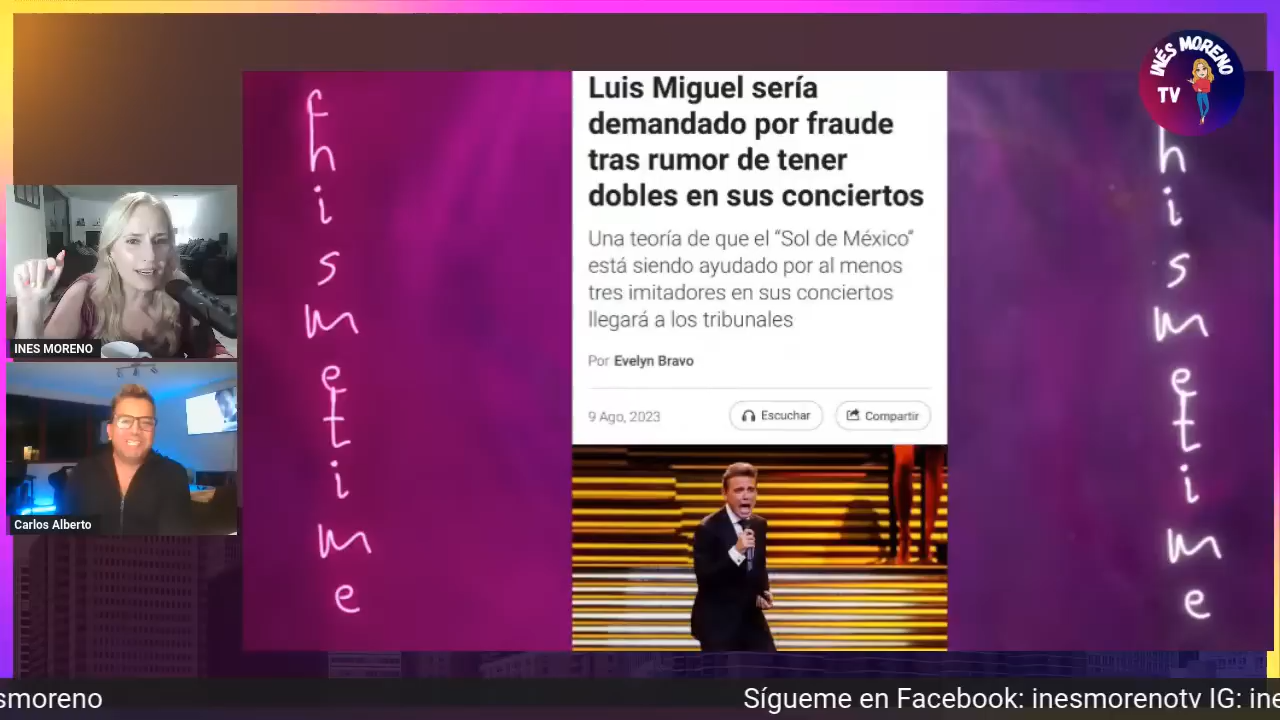 INÉS MORENO
TV
Luis Miguel sería
demandado por fraude
tras rumor de tener
dobles en sus conciertos
Una teoría de que el “Sol de México”
está siendo ayudado por al menos
tres imitadores en sus conciertos
llegará a los tribunales
Por Evelyn Bravo
9 Ago, 2023
Escuchar
Compartir
chismetime
hismetime
INES MORENO
Carlos Alberto
smoreno
Sígueme en Facebook: inesmorenotv IG: ine